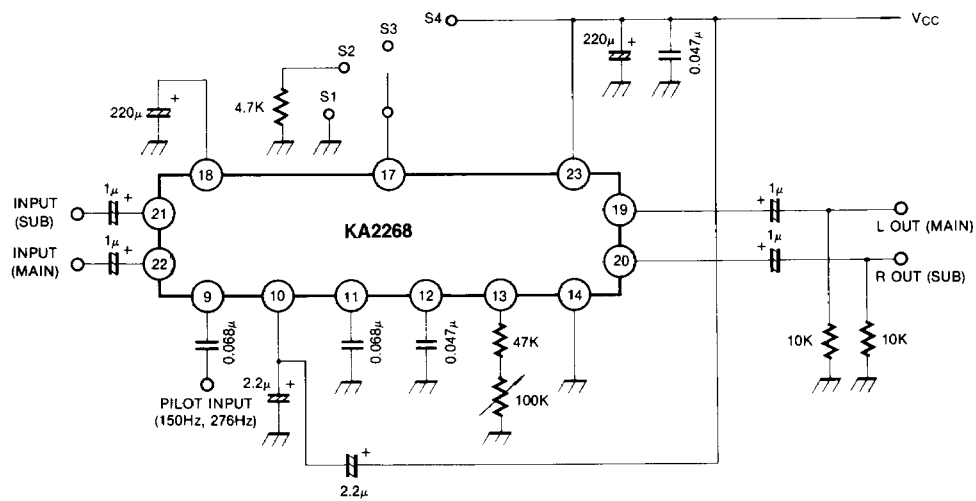 S4
VCC
S3
S2
S1
220μ
+
0.047μ
+
220μ
4.7K
18
17
23
INPUT
(SUB)
1μ
+
21
19
1μ
+
L OUT (MAIN)
KA2268
INPUT
(MAIN)
1μ
+
22
20
1μ
+
R OUT (SUB)
9
10
11
12
13
14
0.068μ
0.068μ
0.047μ
47K
10K
10K
2.2μ
+
100K
PILOT INPUT
(150Hz, 276Hz)
+
2.2μ